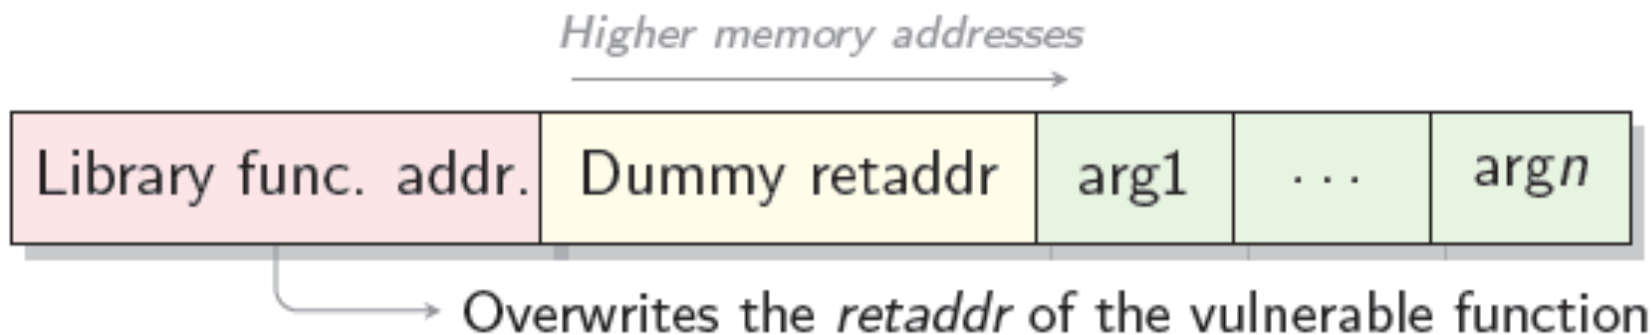 Higher memory addresses
Library func. addr. Dummy retaddr arg1 ... argn
Overwrites the retaddr of the vulnerable function